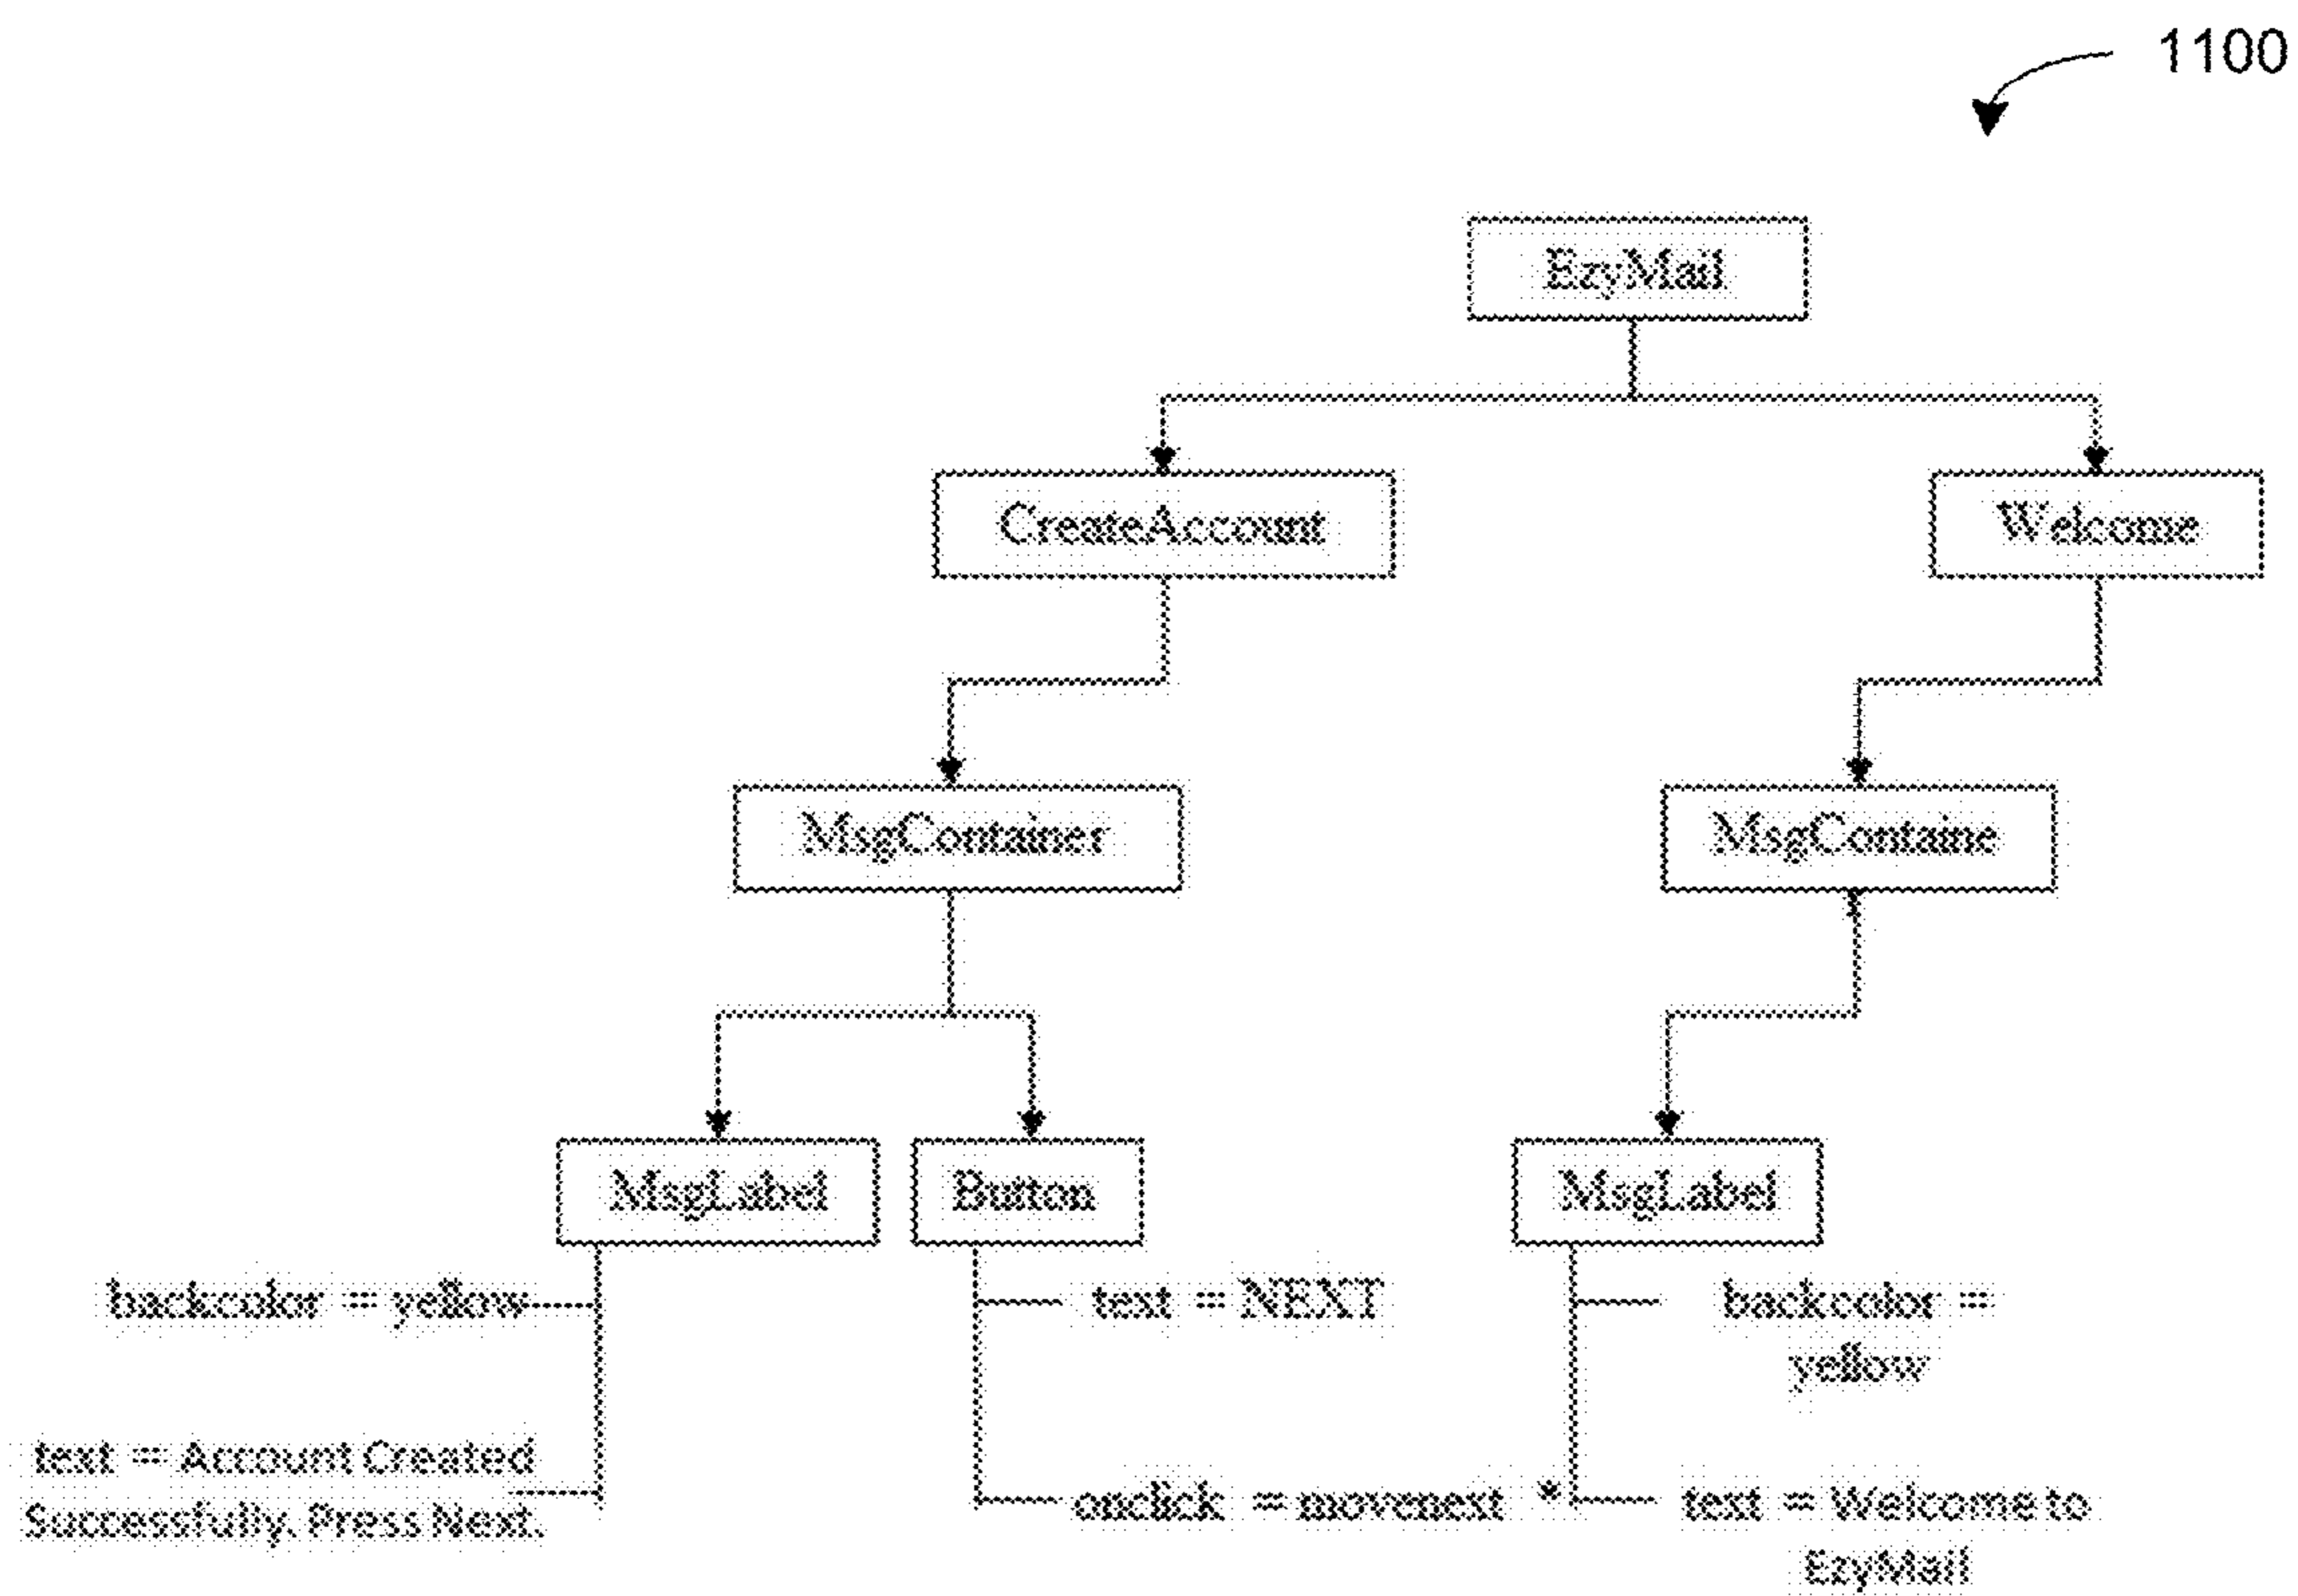 1100
EzyMail
CreateAccount
Welcome
MsgContainer
MsgContaine
MsgLabel
Button
MsgLabel
backcolor = yellow
text = NEXT
backcolor =
yellow
text = Account Created
Successfully. Press Next.
onclick = movenest *
text = Welcome to
EzyMail